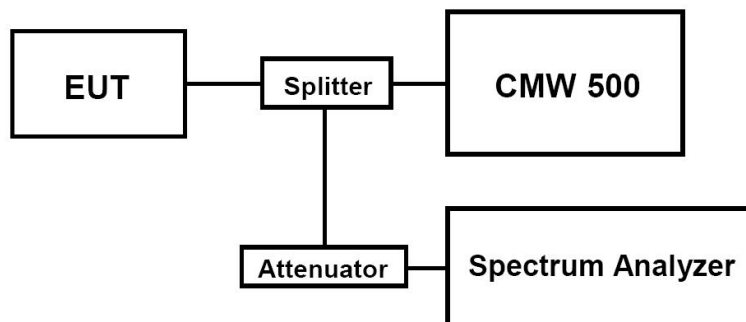 EUT
Splitter
CMW 500
Attenuator
Spectrum Analyzer